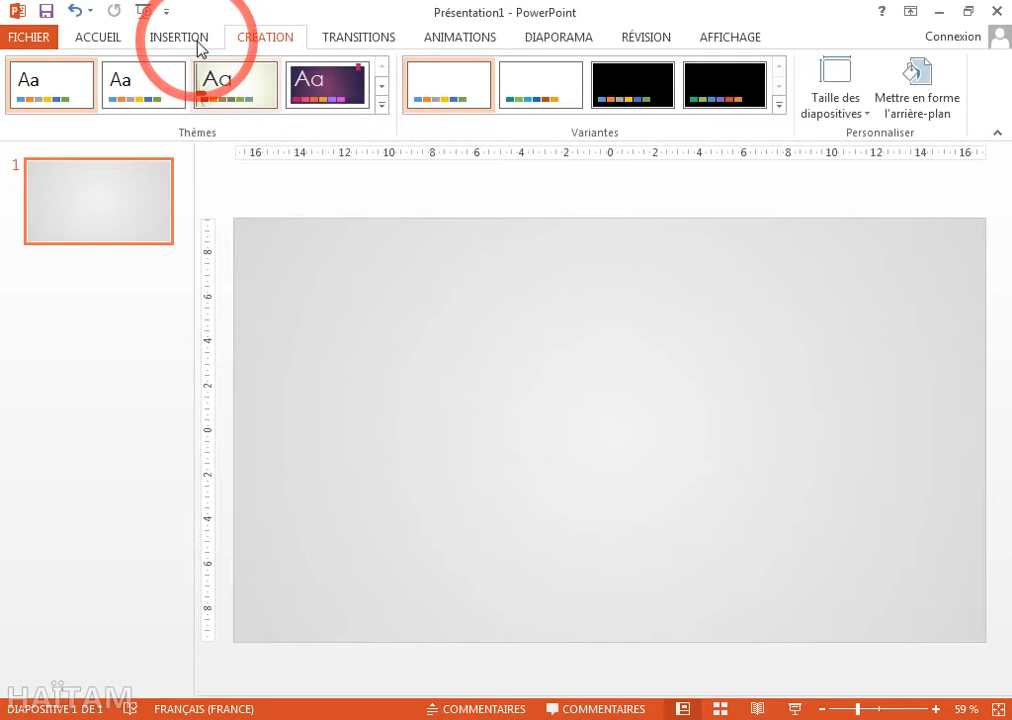 Présentation1 - PowerPoint
FICHIER ACCUEIL INSERTION CRÉATION TRANSITIONS ANIMATIONS DIAPORAMA RÉVISION AFFICHAGE Connexion
Aa Aa Aa Aa
Taille des diapositives
Mettre en forme l'arrière-plan
Thèmes Variantes Personnaliser
1
16 14 12 10 8 6 4 2 0 2 4 6 8 10 12 14 16
8
6
4
2
0
2
4
6
8
HAÏTAM
DIAPOSITIVE 1 DE 1 FRANÇAIS (FRANCE) COMMENTAIRES COMMENTAIRES 59 %